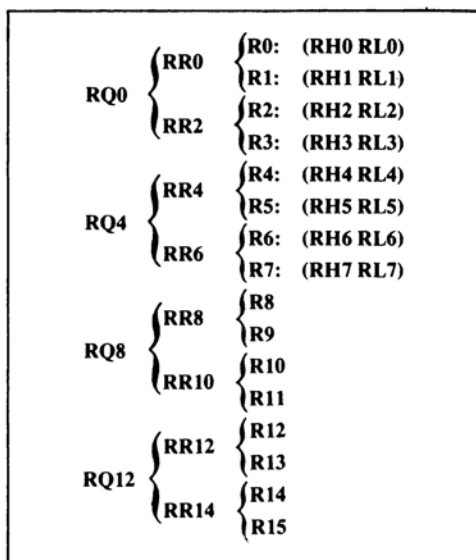 RQ0 { RR0 { R0: (RH0 RL0)
R1: (RH1 RL1)
RR2 { R2: (RH2 RL2)
R3: (RH3 RL3)
RQ4 { RR4 { R4: (RH4 RL4)
R5: (RH5 RL5)
RR6 { R6: (RH6 RL6)
R7: (RH7 RL7)
RQ8 { RR8 { R8
R9
RR10 { R10
R11
RQ12 { RR12 { R12
R13
RR14 { R14
R15